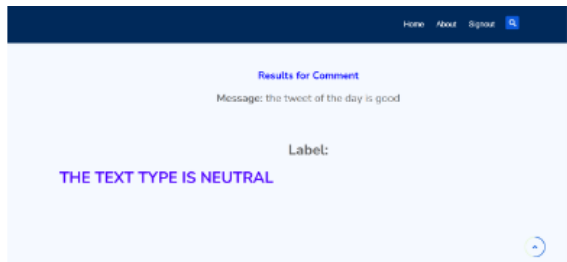 Home About Signout
Results for Comment
Message: the tweet of the day is good
Label:
THE TEXT TYPE IS NEUTRAL